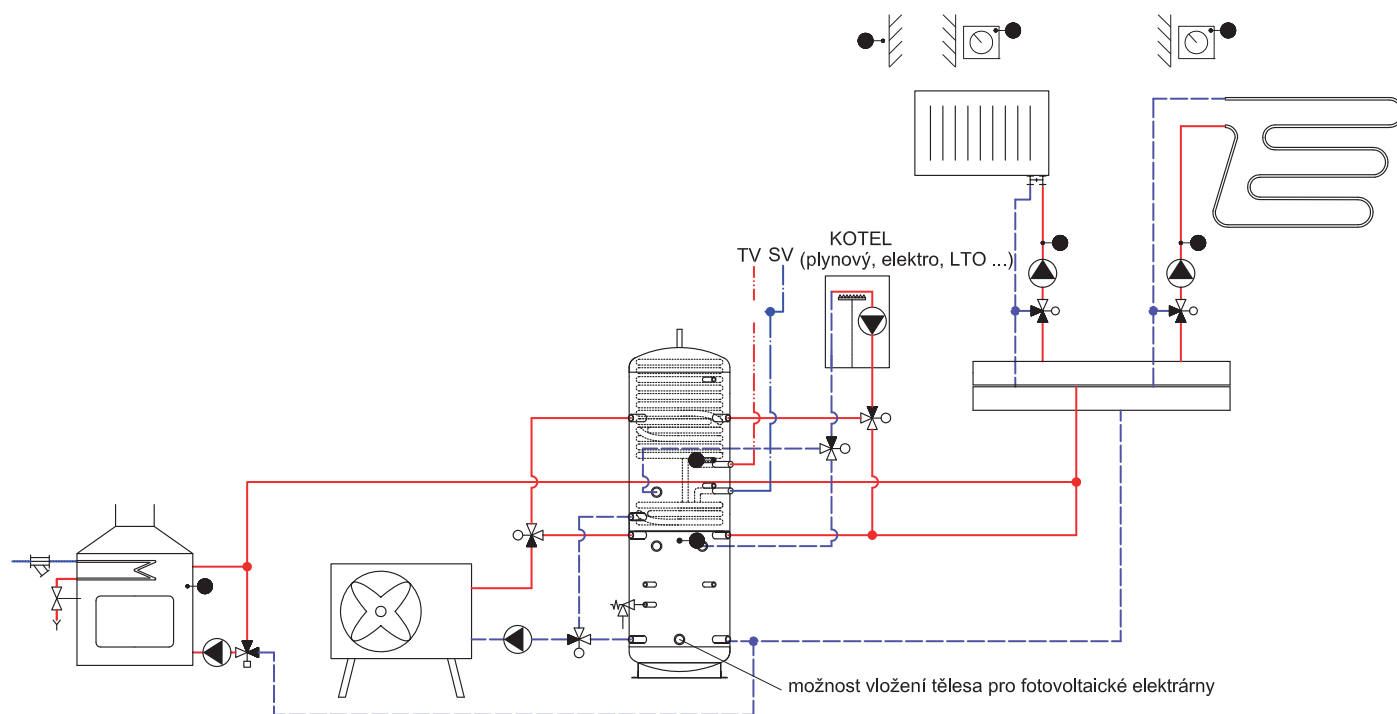 KOTEL
TV SV (plynový, elektro, LTO ...)
možnost vložení tělesa pro fotovoltaické elektrárny